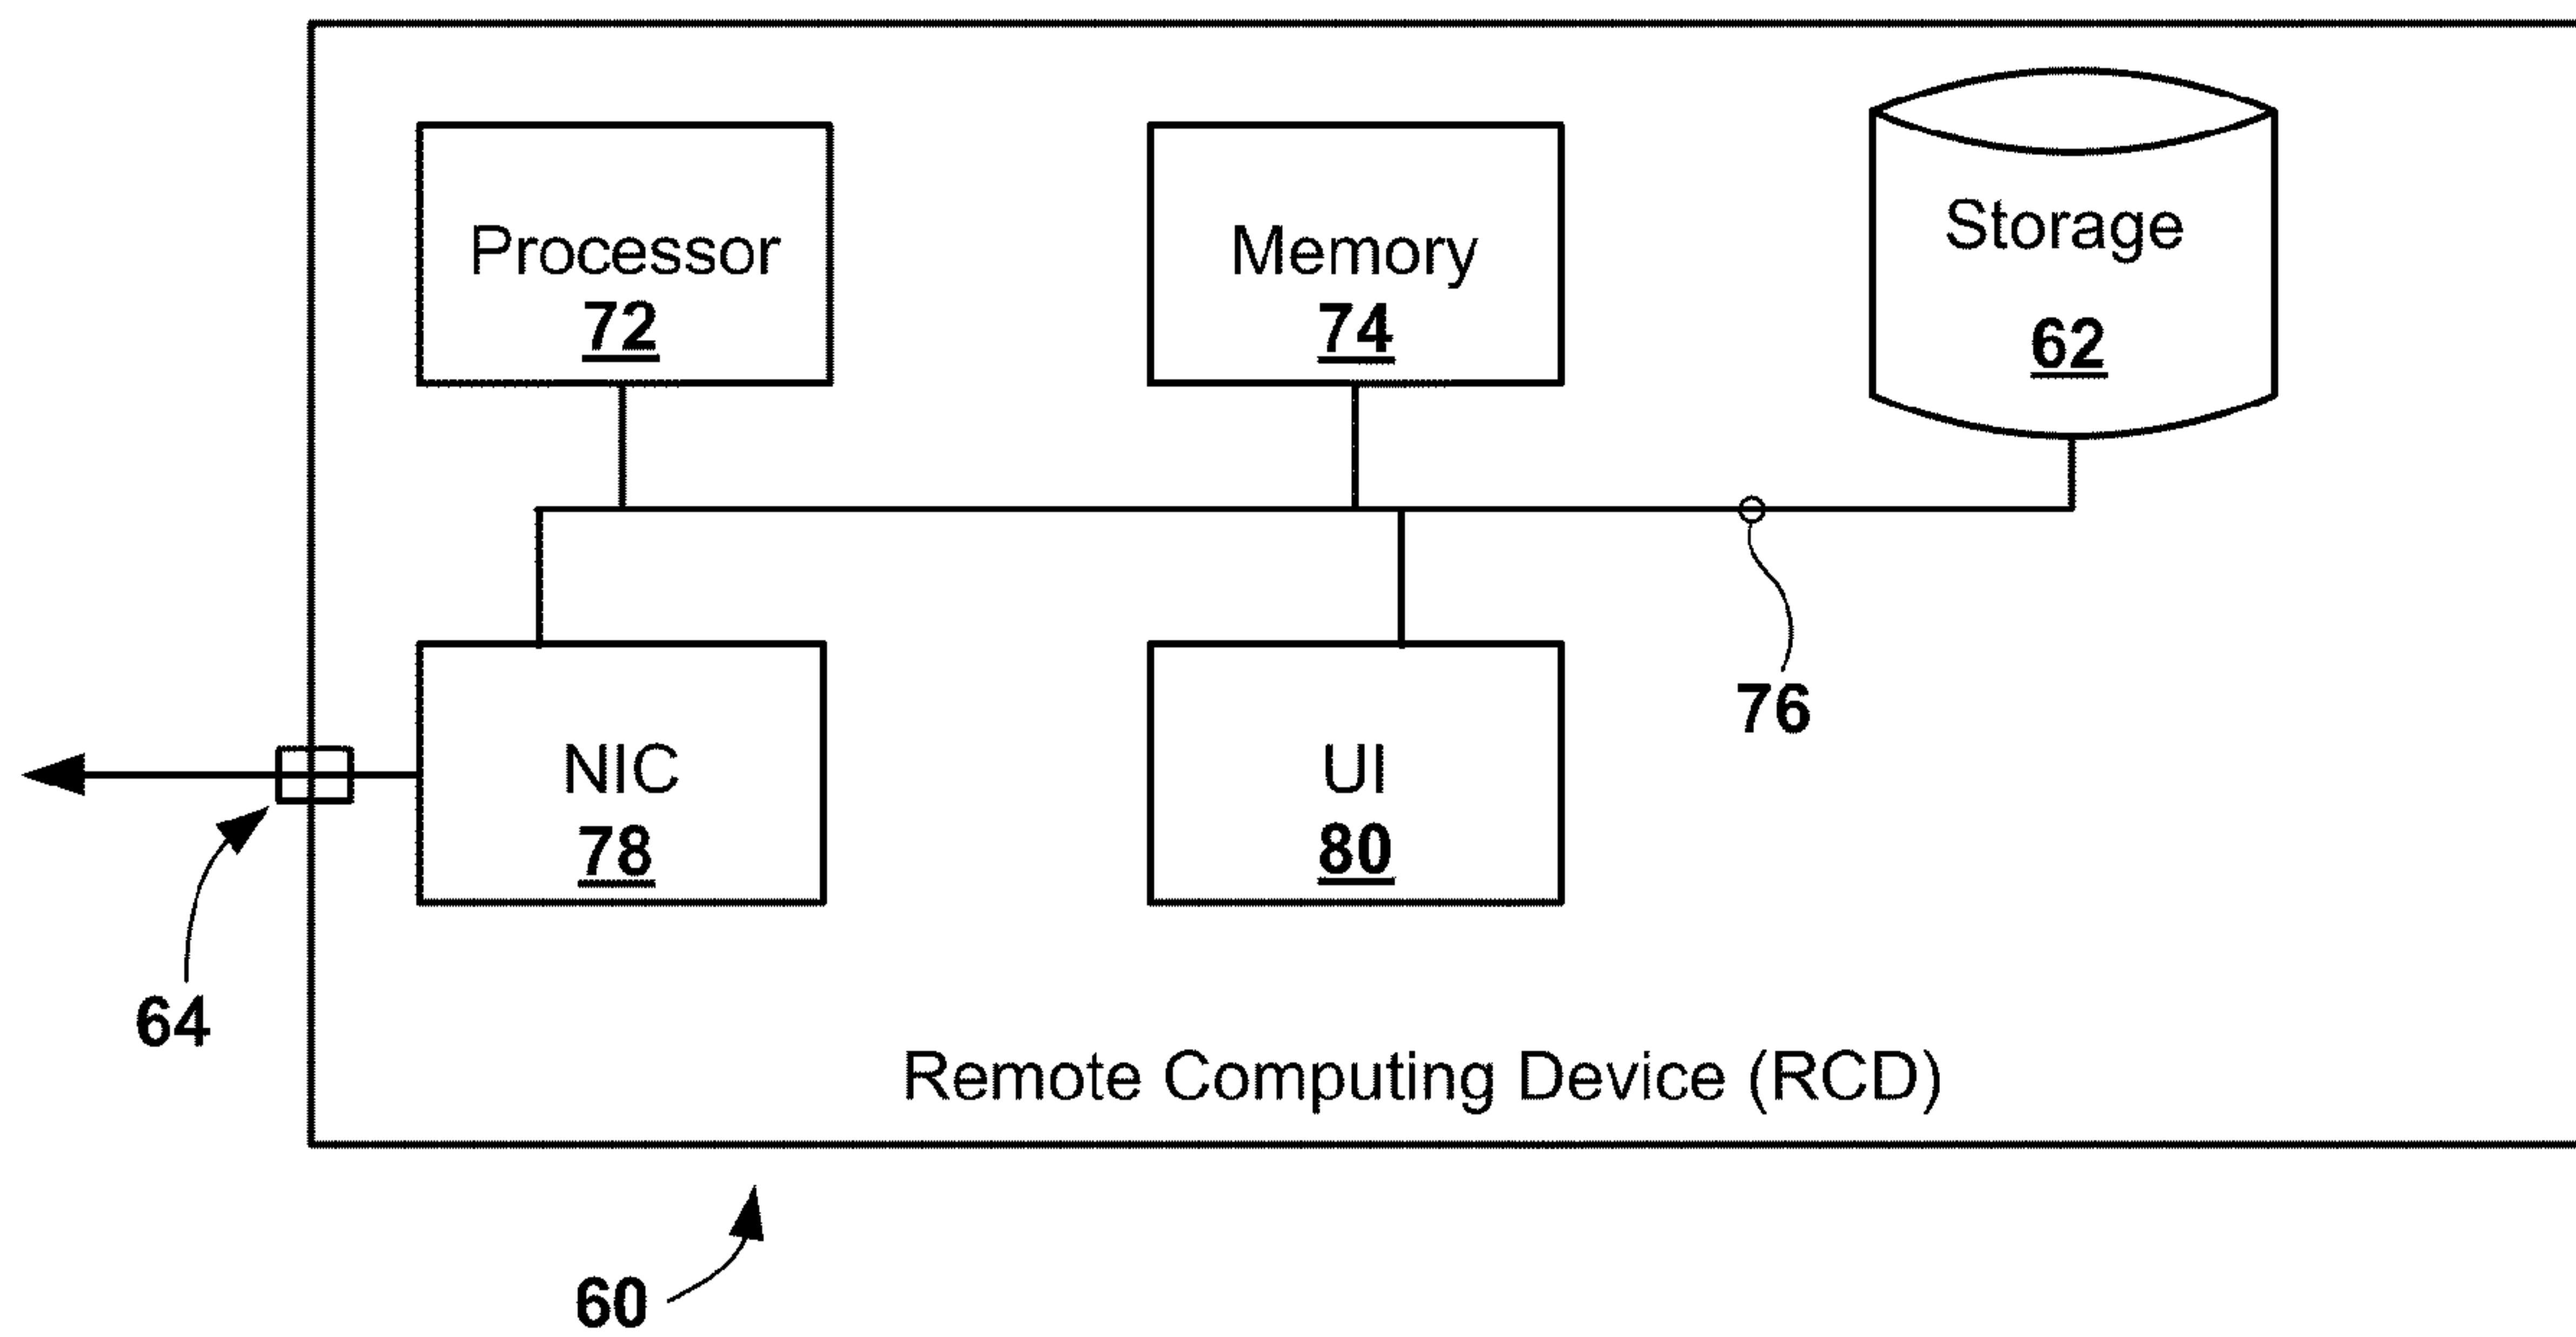 Processor
72
Memory
74
Storage
62
76
NIC
78
UI
80
64
Remote Computing Device (RCD)
60